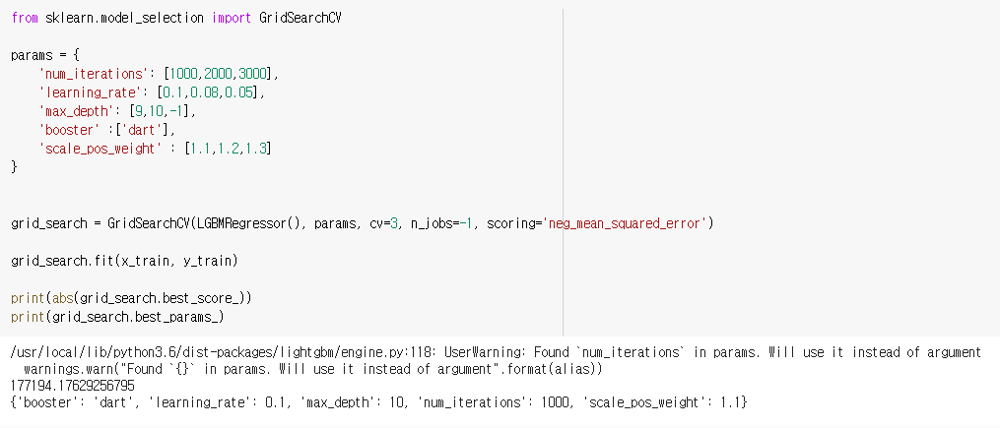 from sklearn.model_selection import GridSearchCV
params = {
'num_iterations': [1000,2000,3000],
'learning_rate': [0.1,0.08,0.05],
'max_depth': [9,10,-1],
'booster' :['dart'],
'scale_pos_weight' : [1.1,1.2,1.3]
}
grid_search = GridSearchCV(LGBMRegressor(), params, cv=3, n_jobs=-1, scoring='neg_mean_squared_error')
grid_search.fit(x_train, y_train)
print(abs(grid_search.best_score_))
print(grid_search.best_params_)
/usr/local/lib/python3.6/dist-packages/lightgbm/engine.py:118: UserWarning: Found `num_iterations` in params. Will use it instead of argument
warnings.warn("Found `{}` in params. Will use it instead of argument".format(alias))
177194.17629256795
{'booster': 'dart', 'learning_rate': 0.1, 'max_depth': 10, 'num_iterations': 1000, 'scale_pos_weight': 1.1}